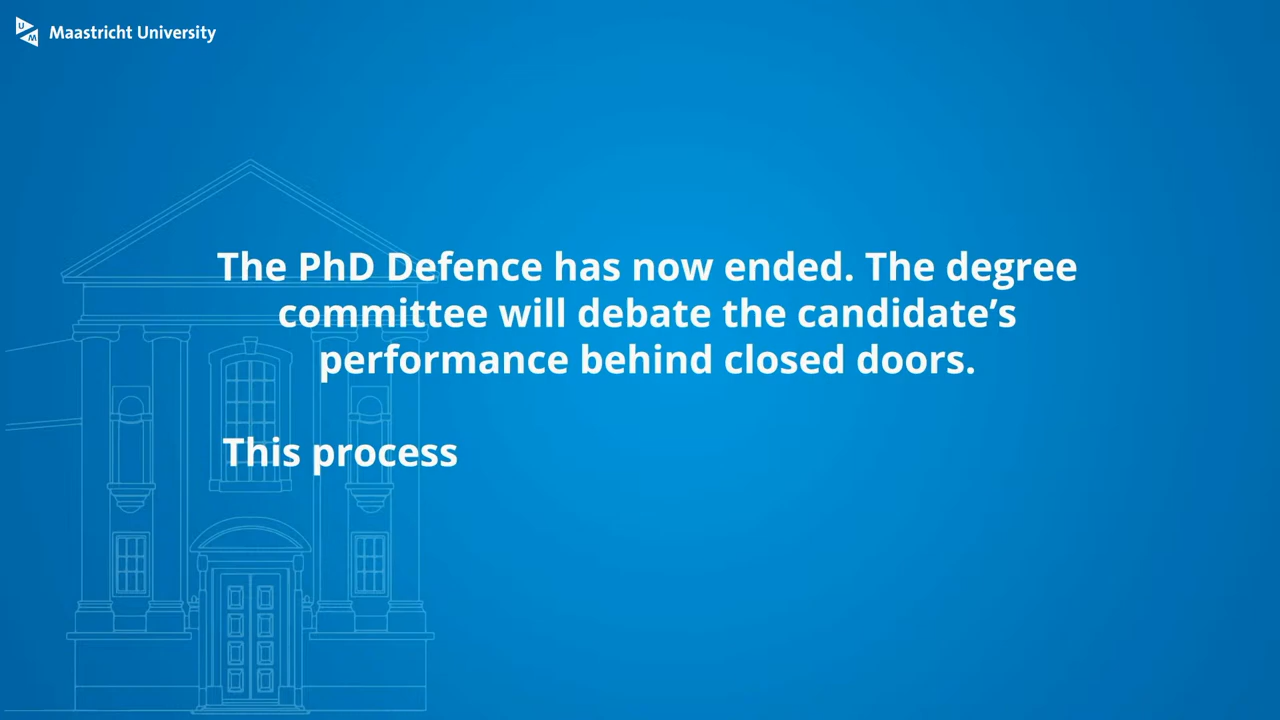 UM Maastricht University
The PhD Defence has now ended. The degree
committee will debate the candidate’s
performance behind closed doors.
This process